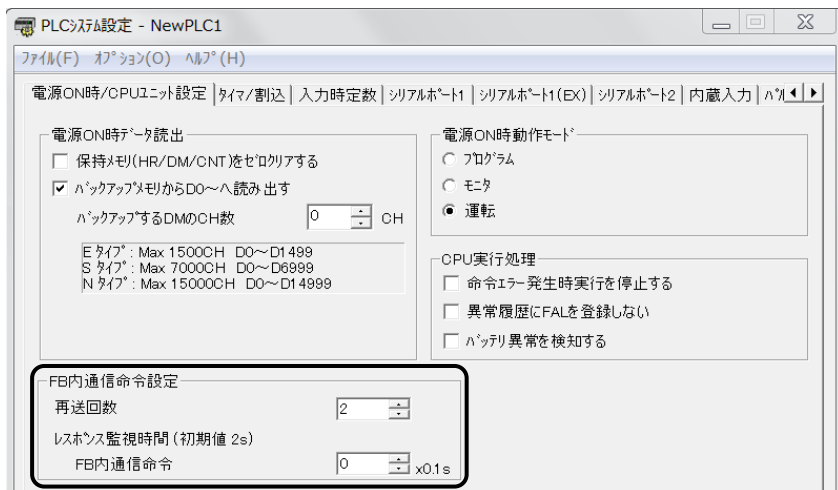 PLCｼｽﾃﾑ設定 - NewPLC1
ﾌｧｲﾙ(F) ｵﾌﾟｼｮﾝ(O) ﾍﾙﾌﾟ(H)
電源ON時/CPUﾕﾆｯﾄ設定 ﾀｲﾏ/割込 入力時定数 ｼﾘｱﾙﾎﾟｰﾄ1 ｼﾘｱﾙﾎﾟｰﾄ1(EX) ｼﾘｱﾙﾎﾟｰﾄ2 内蔵入力
電源ON時ﾃﾞｰﾀ読出
保持ﾒﾓﾘ(HR/DM/CNT)をｾﾞﾛｸﾘｱする
ﾊﾞｯｸｱｯﾌﾟﾒﾓﾘからD0～へ読み出す
ﾊﾞｯｸｱｯﾌﾟするDMのCH数 0 CH
Eﾀｲﾌﾟ: Max 1500CH D0～D1499
Sﾀｲﾌﾟ: Max 7000CH D0～D6999
Nﾀｲﾌﾟ: Max 15000CH D0～D14999
電源ON時動作ﾓｰﾄﾞ
ﾌﾟﾛｸﾞﾗﾑ
ﾓﾆﾀ
運転
CPU実行処理
命令ｴﾗｰ発生時実行を停止する
異常履歴にFALを登録しない
ﾊﾞｯﾃﾘ異常を検知する
FB内通信命令設定
再送回数 2
ﾚｽﾎﾟﾝｽ監視時間(初期値 2s)
FB内通信命令 0 x0.1s